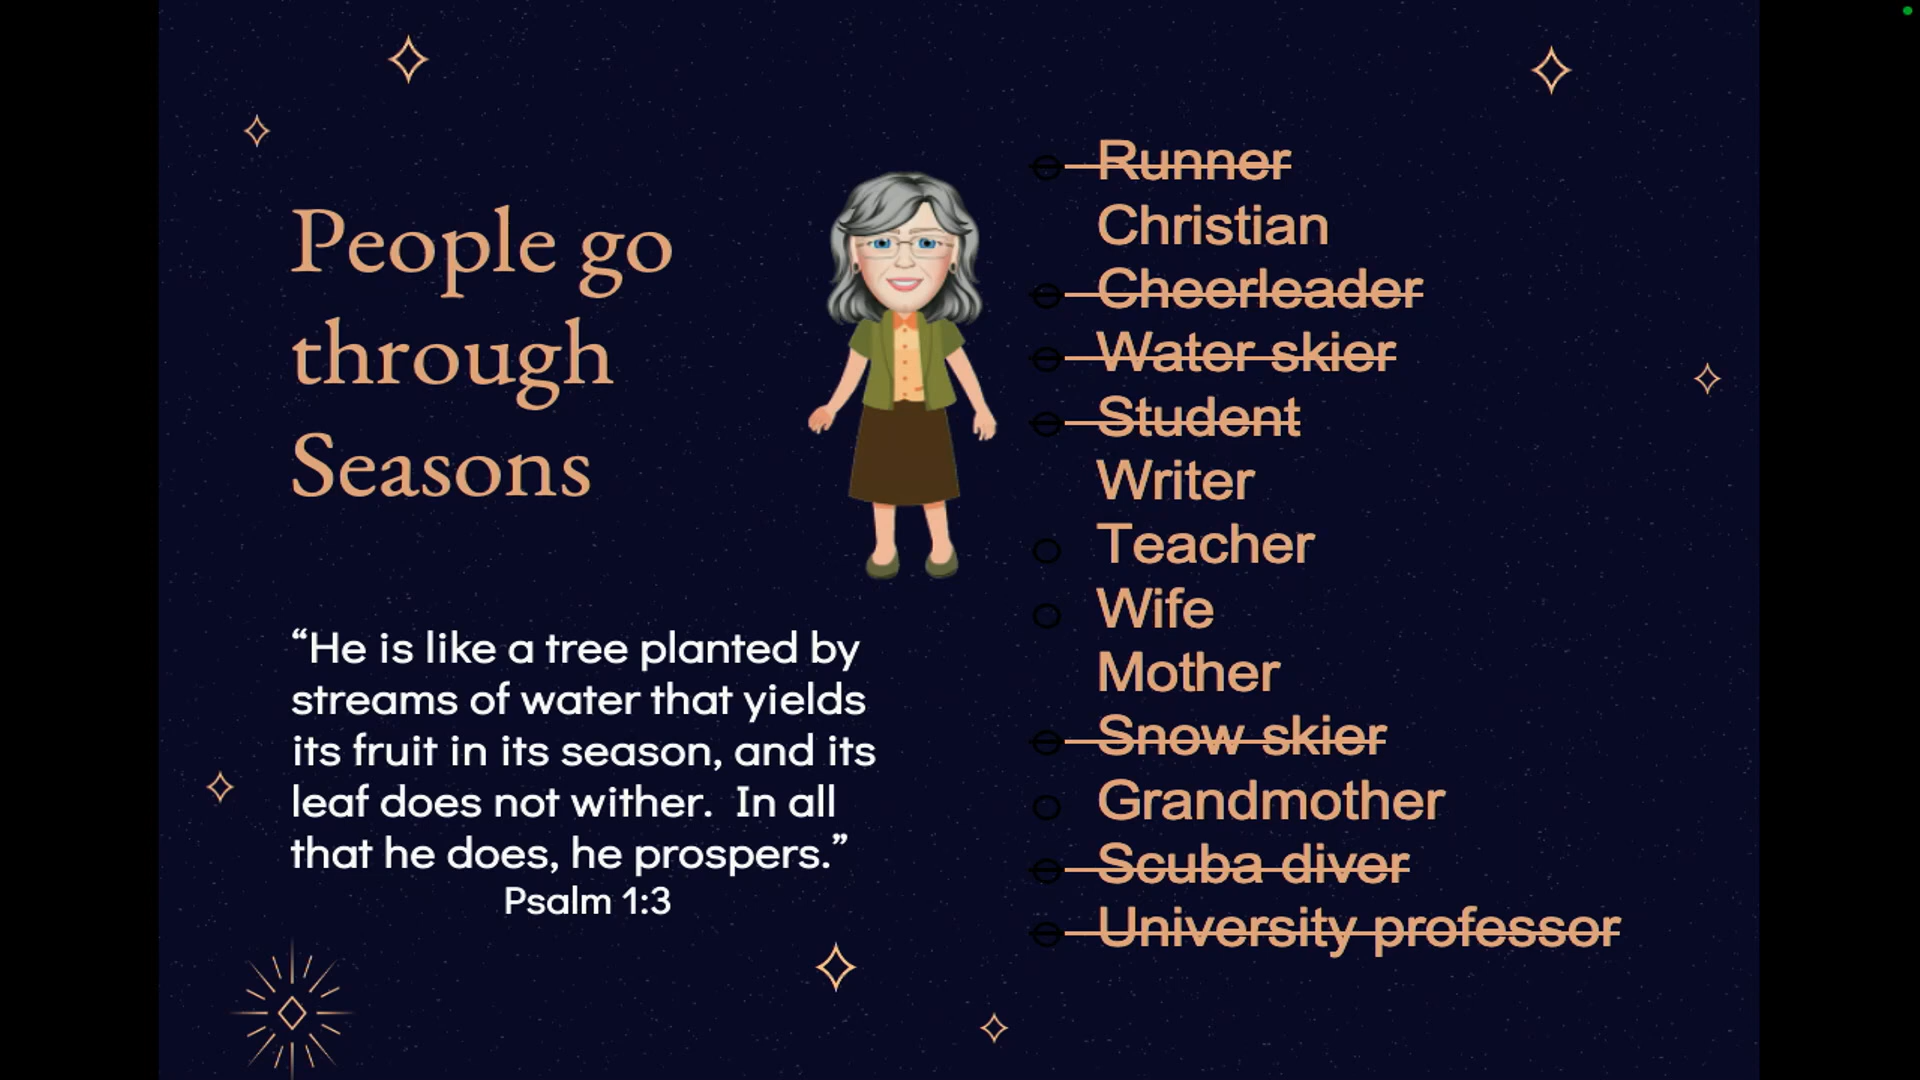 People go
through
Seasons
“He is like a tree planted by
streams of water that yields
its fruit in its season, and its
leaf does not wither.  In all
that he does, he prospers.”
Psalm 1:3
Runner
Christian
Cheerleader
Water skier
Student
Writer
Teacher
Wife
Mother
Snow skier
Grandmother
Scuba diver
University professor